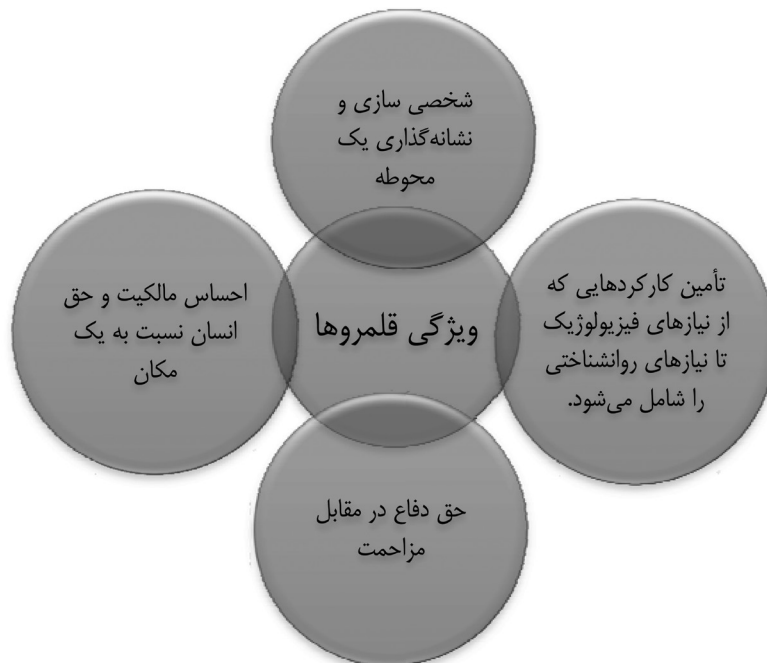 شخصی سازی و
نشانه‌گذاری یک
محوطه
تأمین کارکردهایی که
از نیازهای فیزیولوژیک
تا نیازهای روانشناختی
را شامل می‌شود.
ویژگی قلمروها
احساس مالکیت و حق
انسان نسبت به یک
مکان
حق دفاع در مقابل
مزاحمت